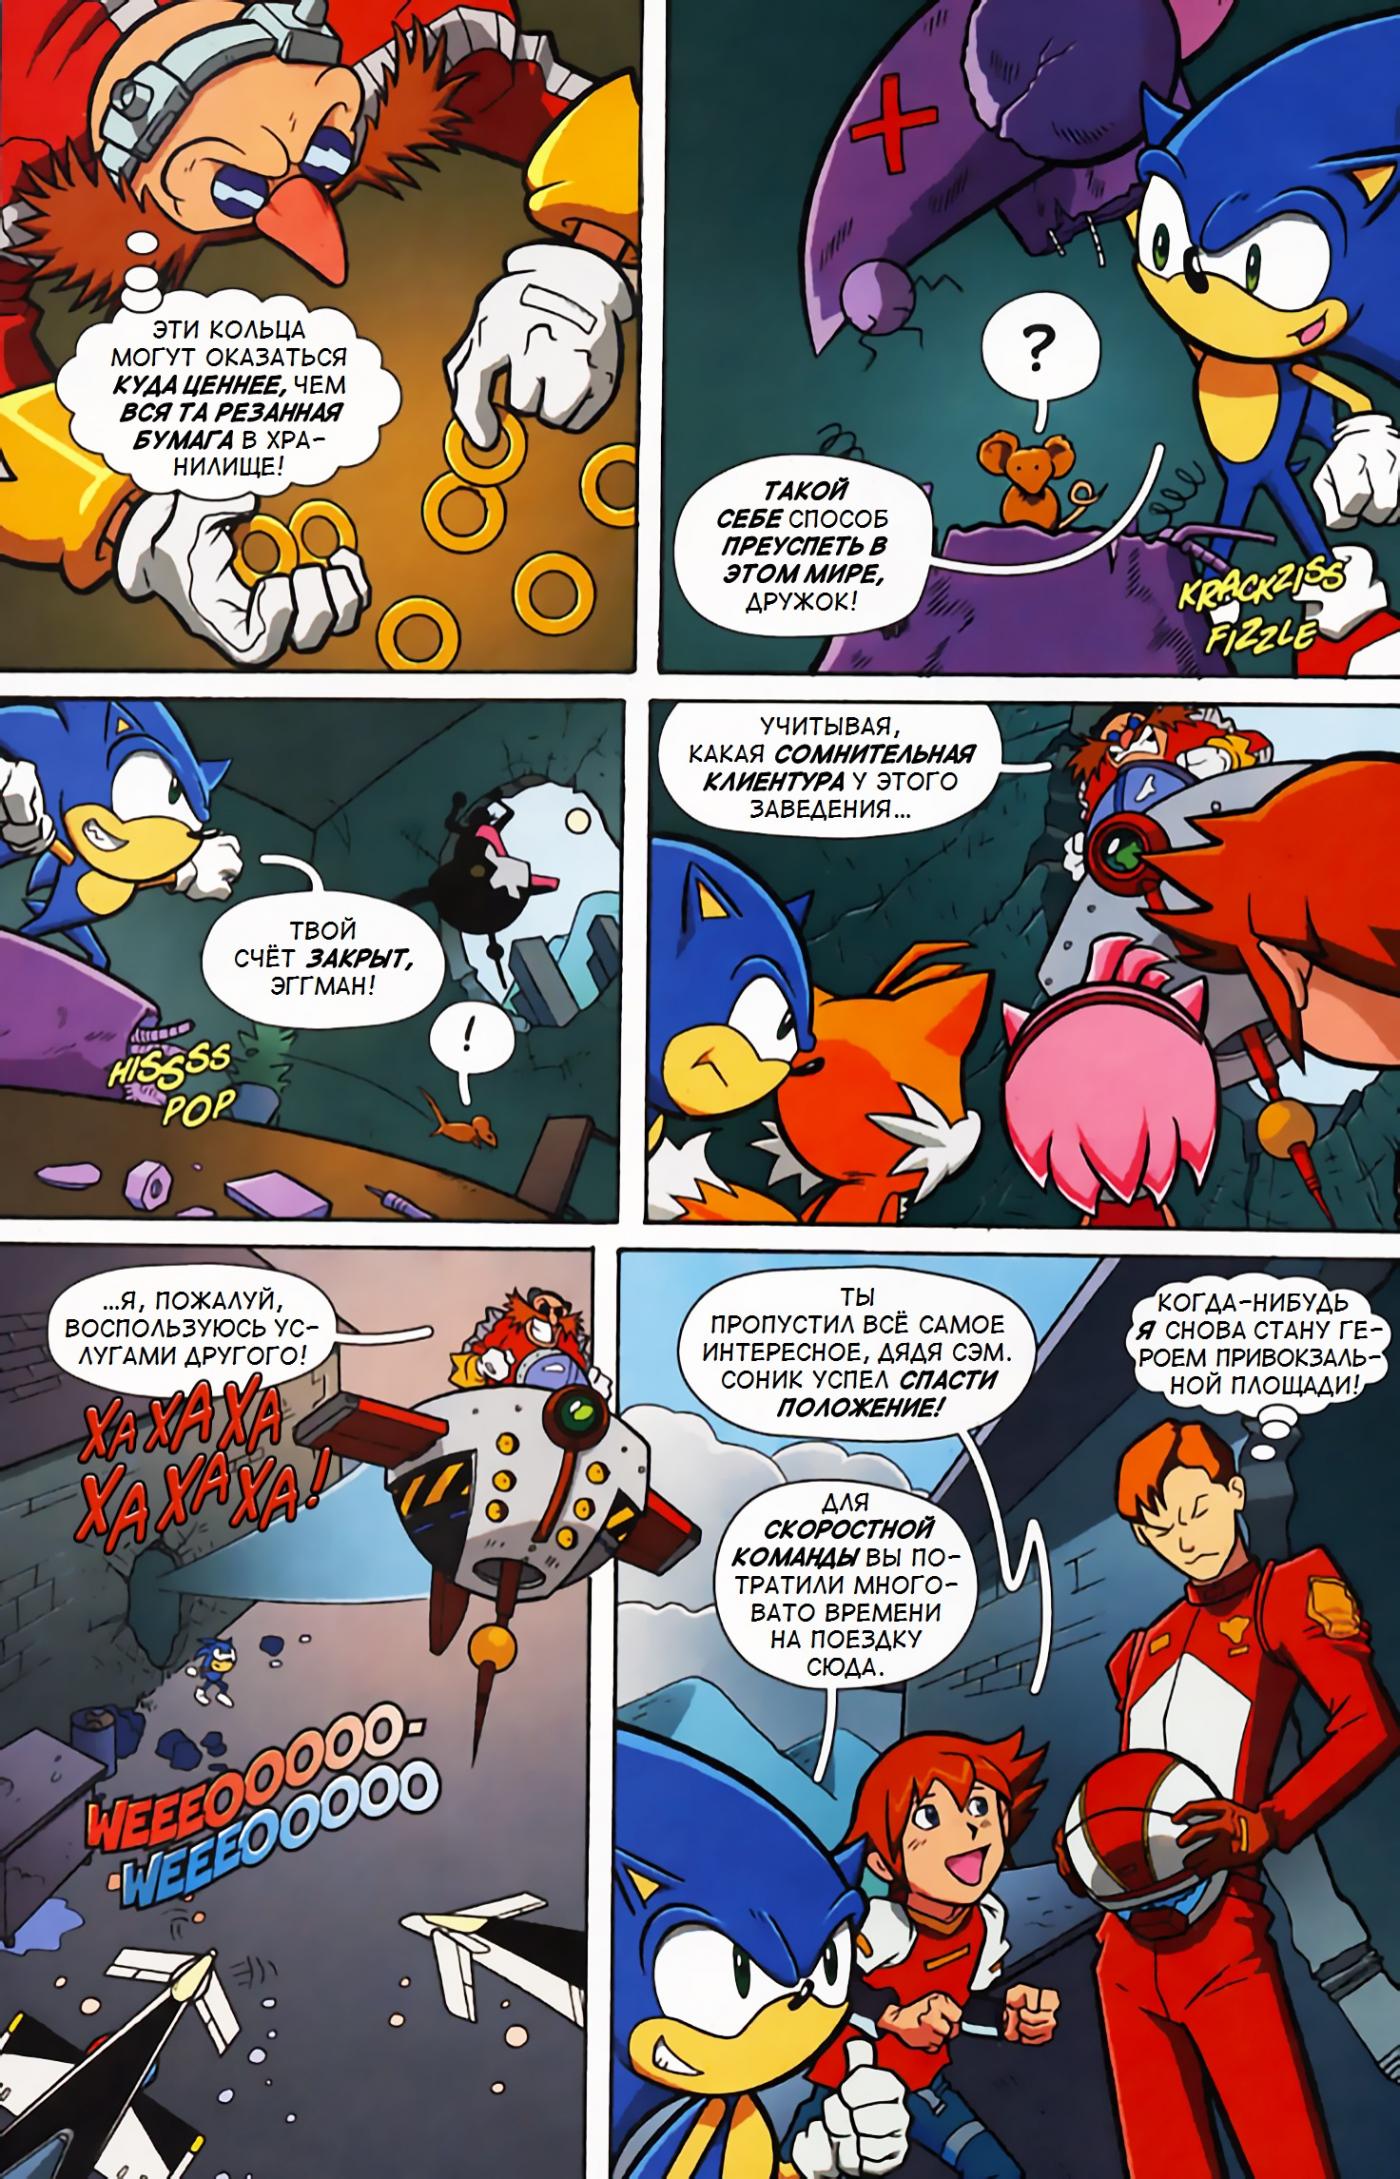 ЭТИ КОЛЬЦА
МОГУТ ОКАЗАТЬСЯ
КУДА ЦЕННЕЕ, ЧЕМ
ВСЯ ТА РЕЗАННАЯ
БУМАГА В ХРА-
НИЛИЩЕ!
?
ТАКОЙ
СЕБЕ СПОСОБ
ПРЕУСПЕТЬ В
ЭТОМ МИРЕ,
ДРУЖОК!
KRACKZISS
FIZZLE
ТВОЙ
СЧЁТ ЗАКРЫТ,
ЭГГМАН!
!
HISSSSS
POP
УЧИТЫВАЯ,
КАКАЯ СОМНИТЕЛЬНАЯ
КЛИЕНТУРА У ЭТОГО
ЗАВЕДЕНИЯ...
...Я, ПОЖАЛУЙ,
ВОСПОЛЬЗУЮСЬ УС-
ЛУГАМИ ДРУГОГО!
ХА ХА ХА
ХА ХА ХА!
WEEEOOOOO-
-WEEEOOOOO
ТЫ
ПРОПУСТИЛ ВСЁ САМОЕ
ИНТЕРЕСНОЕ, ДЯДЯ СЭМ.
СОНИК УСПЕЛ СПАСТИ
ПОЛОЖЕНИЕ!
КОГДА-НИБУДЬ
Я СНОВА СТАНУ ГЕ-
РОЕМ ПРИВОКЗАЛЬ-
НОЙ ПЛОЩАДИ!
ДЛЯ
СКОРОСТНОЙ
КОМАНДЫ ВЫ ПО-
ТРАТИЛИ МНОГО-
ВАТО ВРЕМЕНИ
НА ПОЕЗДКУ
СЮДА.